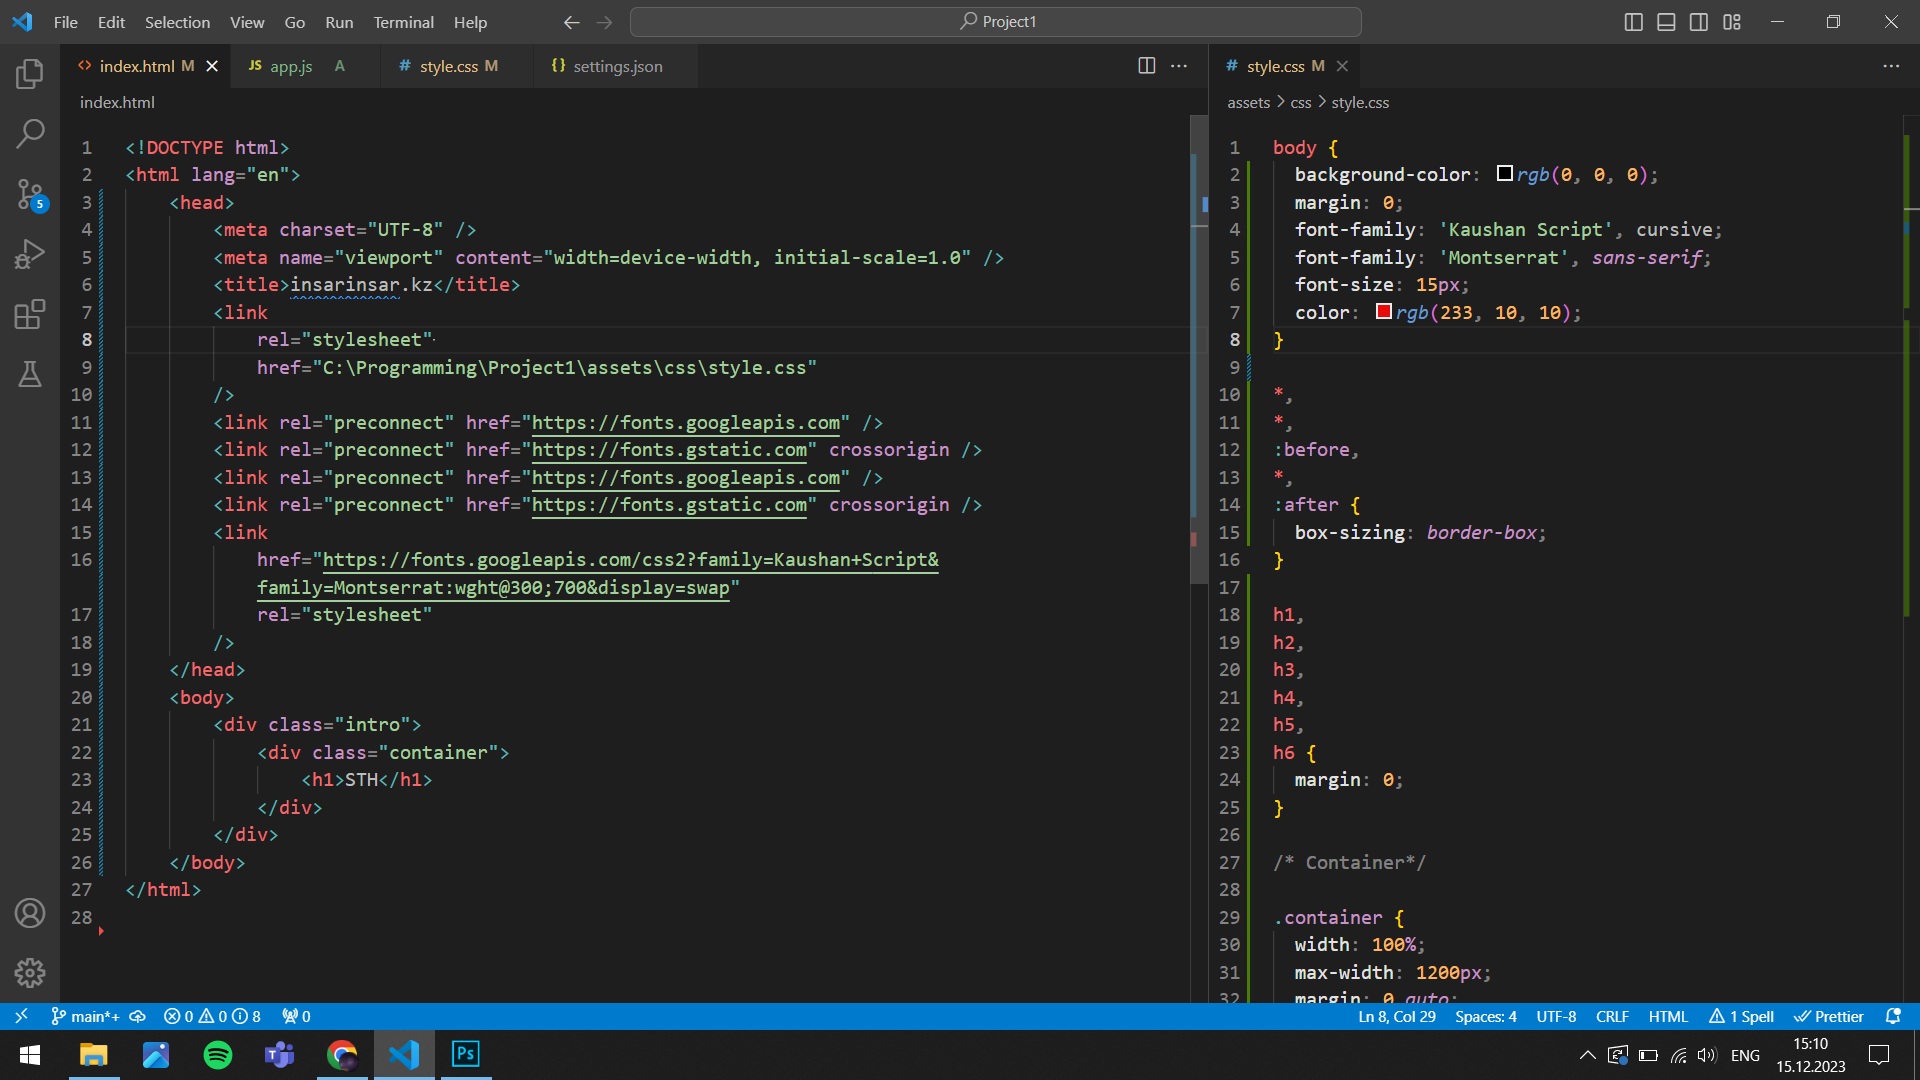 File Edit Selection View Go Run Terminal Help
Project1
index.html M
JS app.js A
# style.css M
{} settings.json
index.html
1 <!DOCTYPE html>
2 <html lang="en">
3 <head>
4 <meta charset="UTF-8" />
5 <meta name="viewport" content="width=device-width, initial-scale=1.0" />
6 <title>insarinsar.kz</title>
7 <link
8 rel="stylesheet"
9 href="C:\Programming\Project1\assets\css\style.css"
10 />
11 <link rel="preconnect" href="https://fonts.googleapis.com" />
12 <link rel="preconnect" href="https://fonts.gstatic.com" crossorigin />
13 <link rel="preconnect" href="https://fonts.googleapis.com" />
14 <link rel="preconnect" href="https://fonts.gstatic.com" crossorigin />
15 <link
16 href="https://fonts.googleapis.com/css2?family=Kaushan+Script&
family=Montserrat:wght@300;700&display=swap"
17 rel="stylesheet"
18 />
19 </head>
20 <body>
21 <div class="intro">
22 <div class="container">
23 <h1>STH</h1>
24 </div>
25 </div>
26 </body>
27 </html>
28
# style.css M
assets > css > style.css
1 body {
2 background-color: rgb(0, 0, 0);
3 margin: 0;
4 font-family: 'Kaushan Script', cursive;
5 font-family: 'Montserrat', sans-serif;
6 font-size: 15px;
7 color: rgb(233, 10, 10);
8 }
9
10 *,
11 *,
12 :before,
13 *,
14 :after {
15 box-sizing: border-box;
16 }
17
18 h1,
19 h2,
20 h3,
21 h4,
22 h5,
23 h6 {
24 margin: 0;
25 }
26
27 /* Container*/
28
29 .container {
30 width: 100%;
31 max-width: 1200px;
32 margin: 0 auto;
5
main*+ 0 0 8 0
Ln 8, Col 29 Spaces: 4 UTF-8 CRLF HTML 1 Spell Prettier
Ps
ENG
15:10
15.12.2023